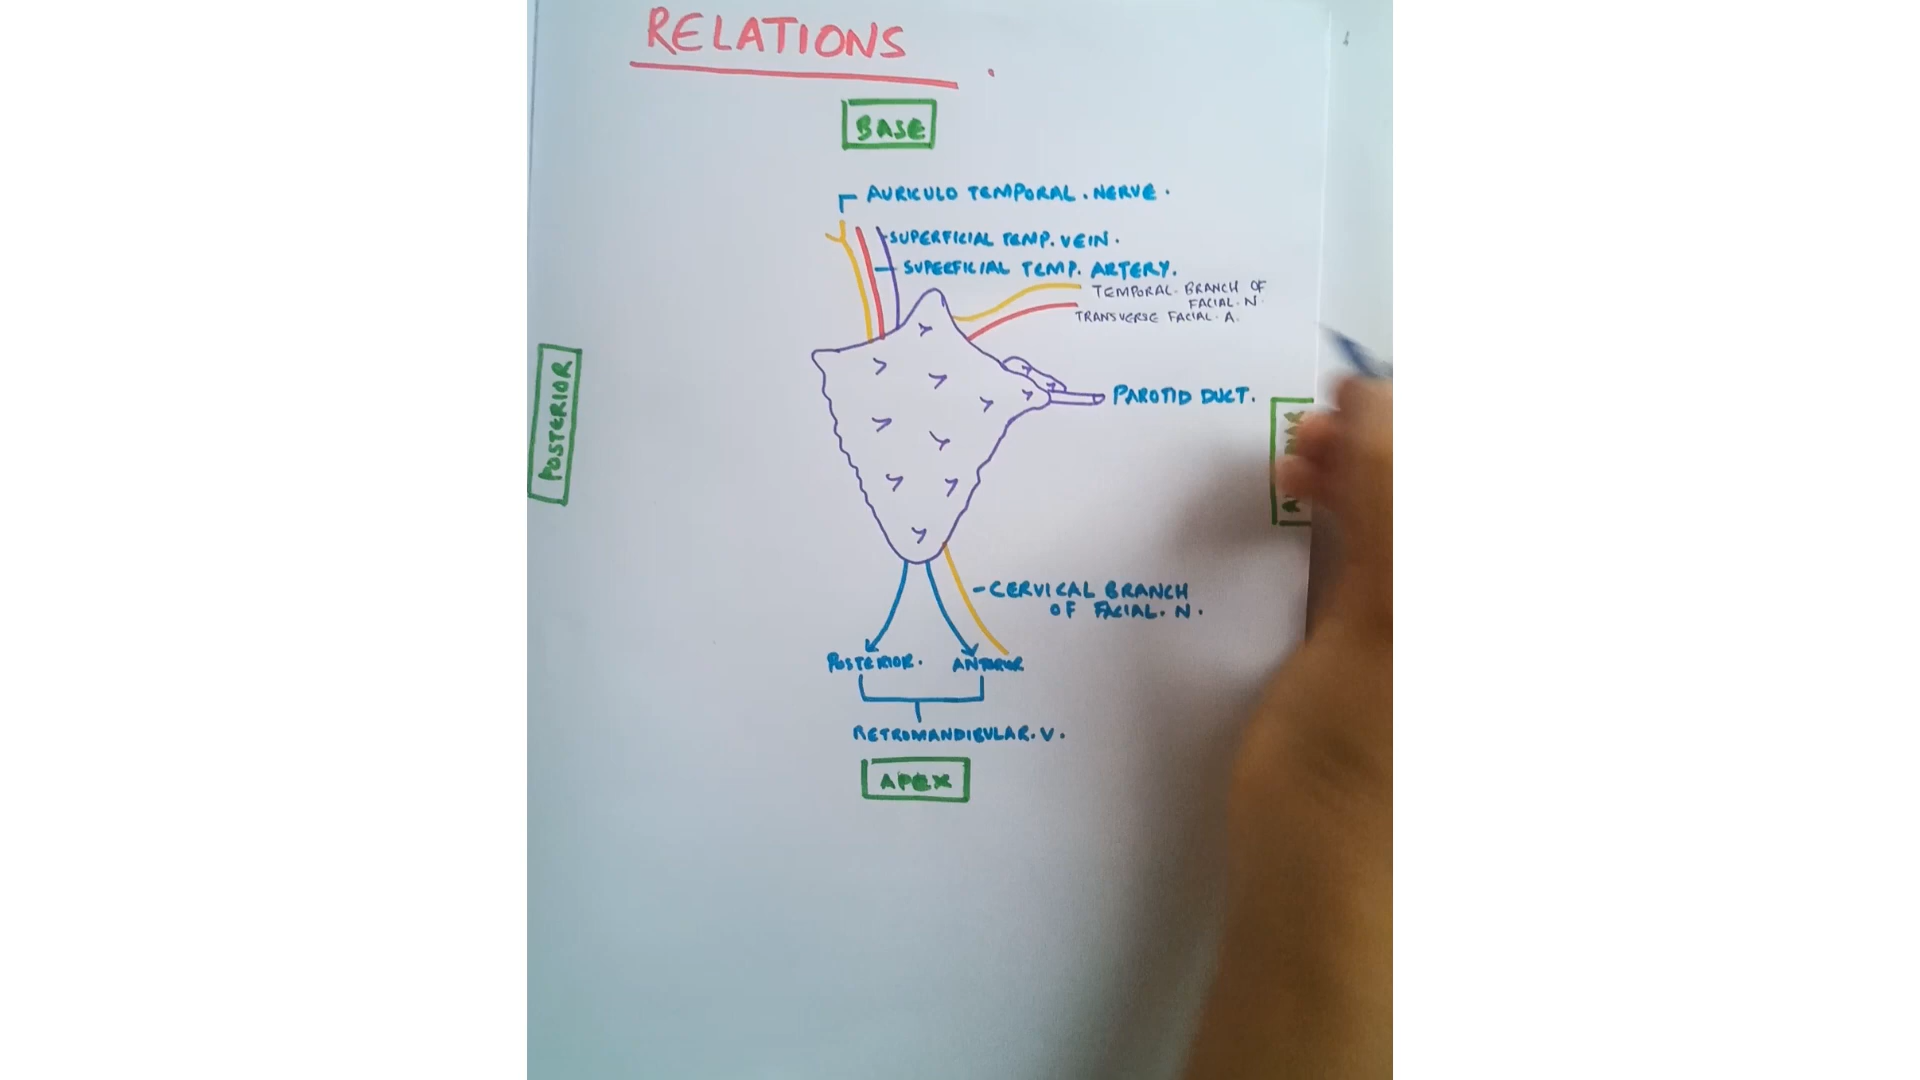 RELATIONS
BASE
AURICULO TEMPORAL. NERVE.
SUPERFICIAL TEMP. VEIN.
SUPERFICIAL TEMP. ARTERY.
TEMPORAL. BRANCH OF
FACIAL. N.
TRANSVERSE FACIAL. A.
POSTERIOR
PAROTID DUCT.
CERVICAL BRANCH
OF FACIAL. N.
POSTERIOR. ANTERIOR
RETROMANDIBULAR. V.
APEX